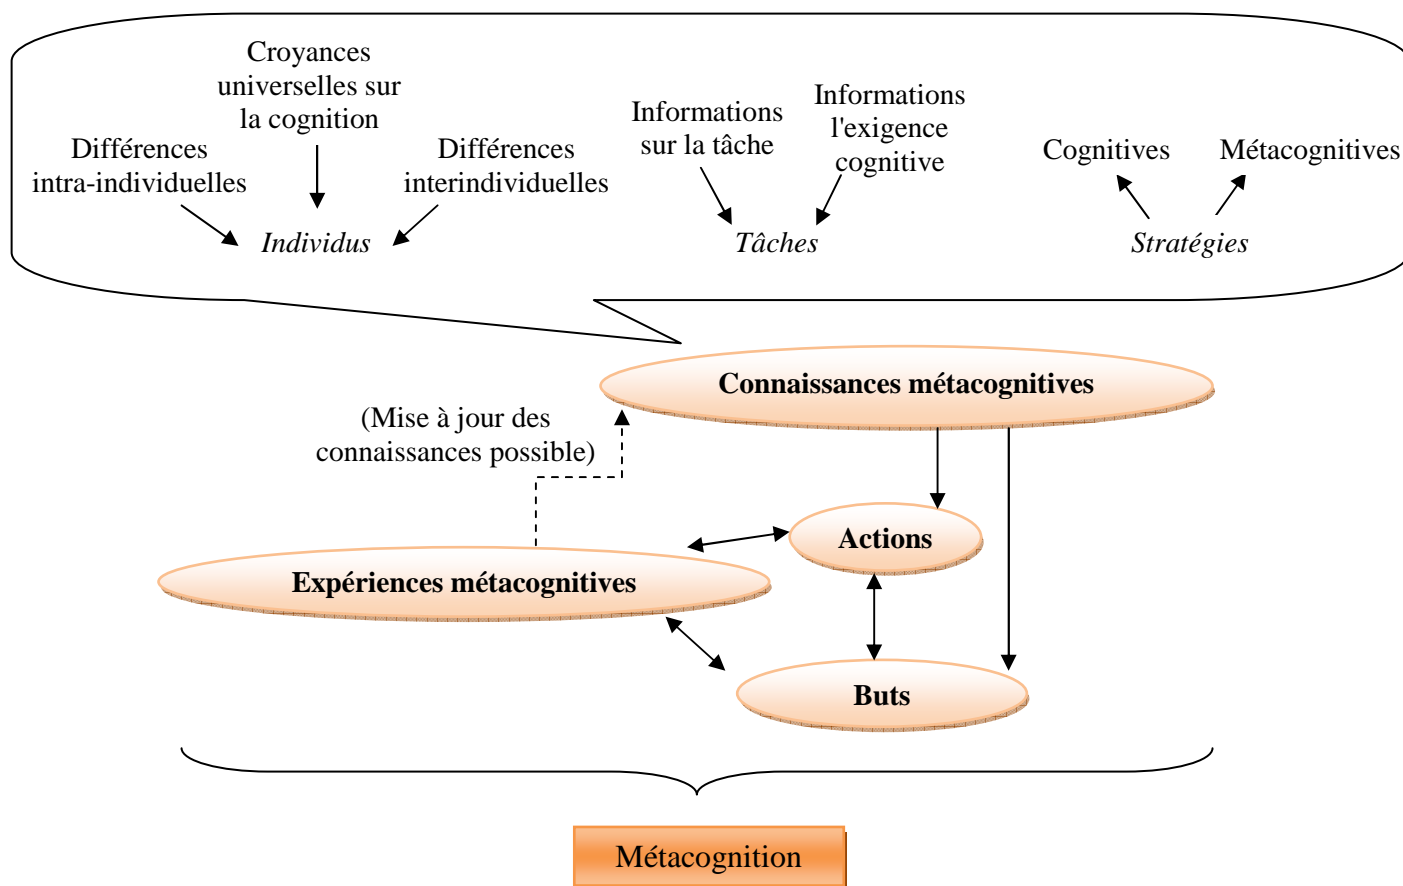 Croyances
universelles sur
la cognition
Différences
intra-individuelles
Différences
interindividuelles
Individus
Informations
sur la tâche
Informations
l'exigence
cognitive
Tâches
Cognitives
Métacognitives
Stratégies
Connaissances métacognitives
(Mise à jour des
connaissances possible)
Actions
Expériences métacognitives
Buts
Métacognition